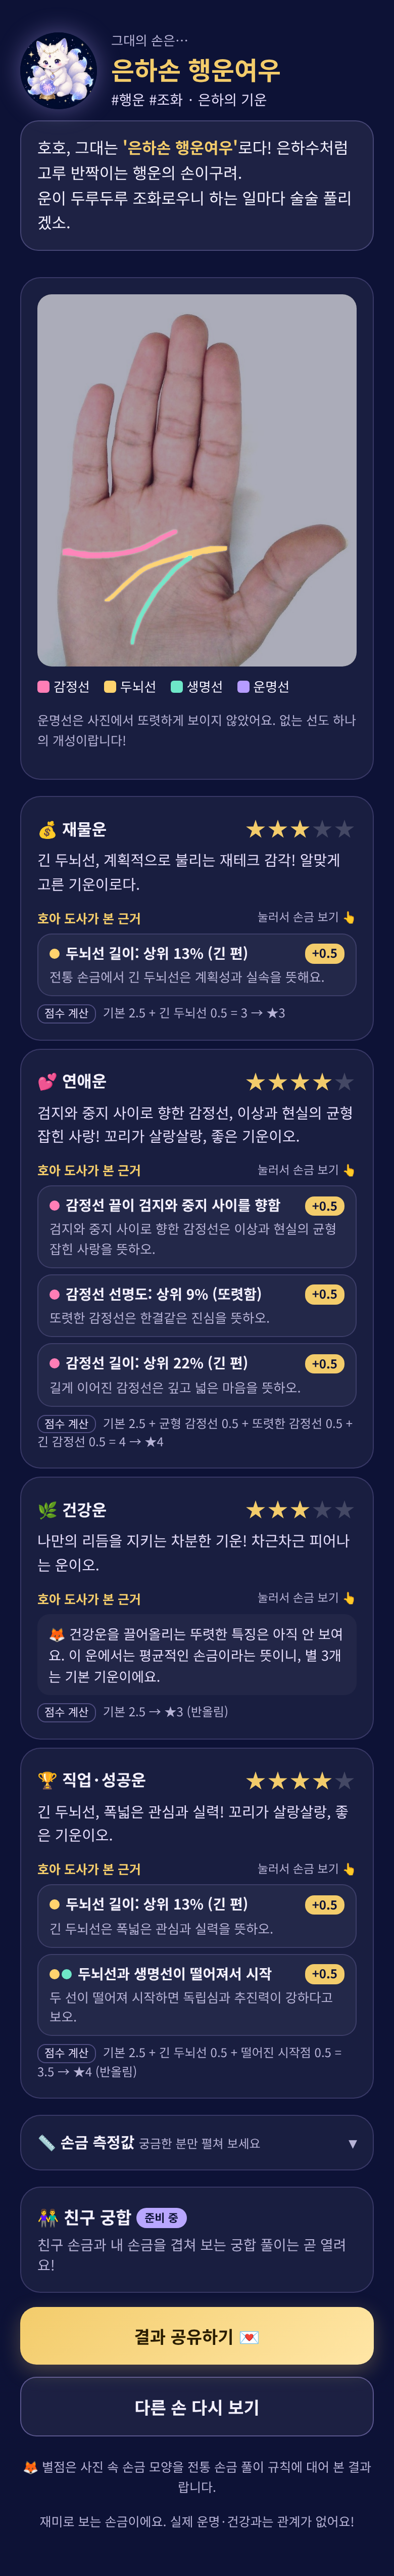 그대의 손은…
은하손 행운여우
#행운 #조화 · 은하의 기운
호호, 그대는 '은하손 행운여우'로다! 은하수처럼
고루 반짝이는 행운의 손이구려.
운이 두루두루 조화로우니 하는 일마다 술술 풀리
겠소.
감정선 두뇌선 생명선 운명선
운명선은 사진에서 또렷하게 보이지 않았어요. 없는 선도 하나
의 개성이랍니다!
💰 재물운 ★★★★★
긴 두뇌선, 계획적으로 불리는 재테크 감각! 알맞게
고른 기운이로다.
호아 도사가 본 근거 눌러서 손금 보기 👆
두뇌선 길이: 상위 13% (긴 편) +0.5
전통 손금에서 긴 두뇌선은 계획성과 실속을 뜻해요.
점수 계산 기본 2.5 + 긴 두뇌선 0.5 = 3 → ★3
💕 연애운 ★★★★★
검지와 중지 사이로 향한 감정선, 이상과 현실의 균형
잡힌 사랑! 꼬리가 살랑살랑, 좋은 기운이오.
호아 도사가 본 근거 눌러서 손금 보기 👆
감정선 끝이 검지와 중지 사이를 향함 +0.5
검지와 중지 사이로 향한 감정선은 이상과 현실의 균형
잡힌 사랑을 뜻하오.
감정선 선명도: 상위 9% (또렷함) +0.5
또렷한 감정선은 한결같은 진심을 뜻하오.
감정선 길이: 상위 22% (긴 편) +0.5
길게 이어진 감정선은 깊고 넓은 마음을 뜻하오.
점수 계산 기본 2.5 + 균형 감정선 0.5 + 또렷한 감정선 0.5 +
긴 감정선 0.5 = 4 → ★4
🌿 건강운 ★★★★★
나만의 리듬을 지키는 차분한 기운! 차근차근 피어나
는 운이오.
호아 도사가 본 근거 눌러서 손금 보기 👆
🦊 건강운을 끌어올리는 뚜렷한 특징은 아직 안 보여
요. 이 운에서는 평균적인 손금이라는 뜻이니, 별 3개
는 기본 기운이에요.
점수 계산 기본 2.5 → ★3 (반올림)
🏆 직업·성공운 ★★★★★
긴 두뇌선, 폭넓은 관심과 실력! 꼬리가 살랑살랑, 좋
은 기운이오.
호아 도사가 본 근거 눌러서 손금 보기 👆
두뇌선 길이: 상위 13% (긴 편) +0.5
긴 두뇌선은 폭넓은 관심과 실력을 뜻하오.
두뇌선과 생명선이 떨어져서 시작 +0.5
두 선이 떨어져 시작하면 독립심과 추진력이 강하다고
보오.
점수 계산 기본 2.5 + 긴 두뇌선 0.5 + 떨어진 시작점 0.5 =
3.5 → ★4 (반올림)
📏 손금 측정값 궁금한 분만 펼쳐 보세요 ▼
👫 친구 궁합 준비 중
친구 손금과 내 손금을 겹쳐 보는 궁합 풀이는 곧 열려
요!
결과 공유하기 💌
다른 손 다시 보기
🦊 별점은 사진 속 손금 모양을 전통 손금 풀이 규칙에 대어 본 결과
랍니다.
재미로 보는 손금이에요. 실제 운명·건강과는 관계가 없어요!